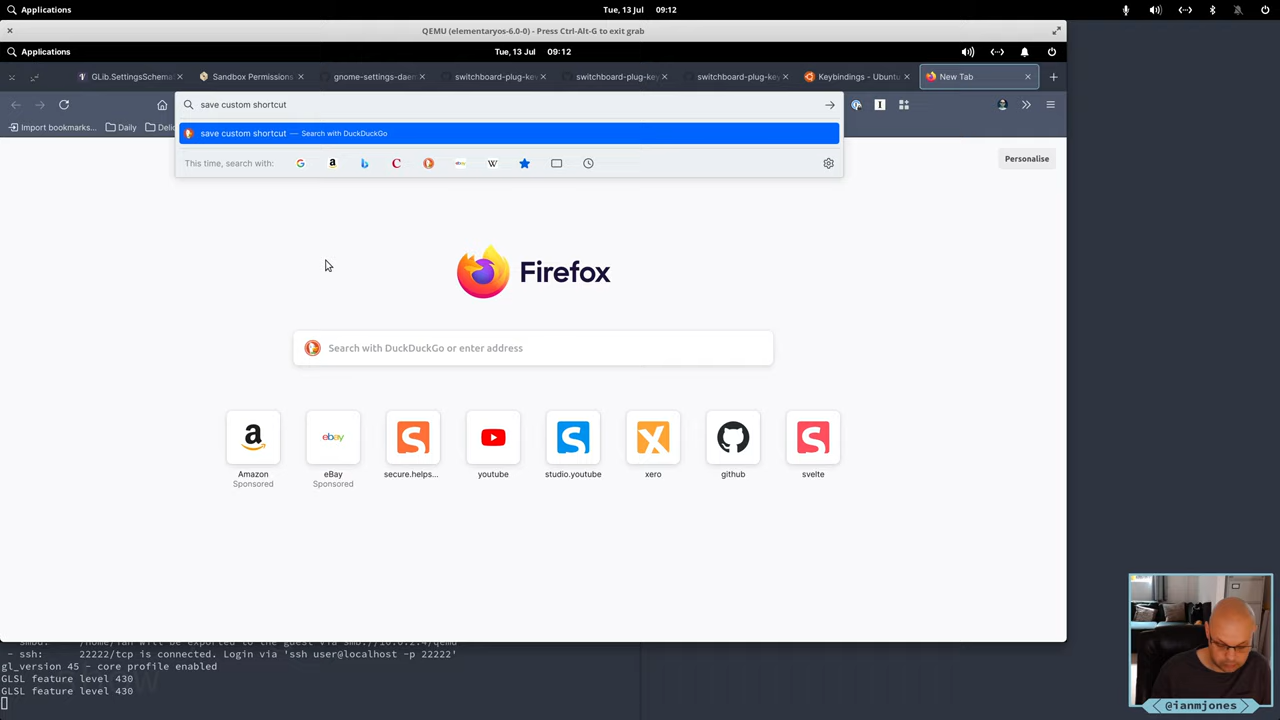 Applications
Tue, 13 Jul 09:12
QEMU (elementaryos-6.0-0) - Press Ctrl-Alt-G to exit grab
Applications
Tue, 13 Jul 09:12
GLib.SettingsSchema
Sandbox Permissions
gnome-settings-daem
switchboard-plug-key
switchboard-plug-key
switchboard-plug-key
Keybindings - Ubuntu
New Tab
save custom shortcut
Import bookmarks...
Daily
save custom shortcut — Search with DuckDuckGo
This time, search with:
Personalise
Firefox
Search with DuckDuckGo or enter address
Amazon
Sponsored
eBay
Sponsored
secure.helps...
youtube
studio.youtube
xero
github
svelte
- ssh: 22222/tcp is connected. Login via 'ssh user@localhost -p 22222'
gl_version 45 - core profile enabled
GLSL feature level 430
GLSL feature level 430
@ianmjones